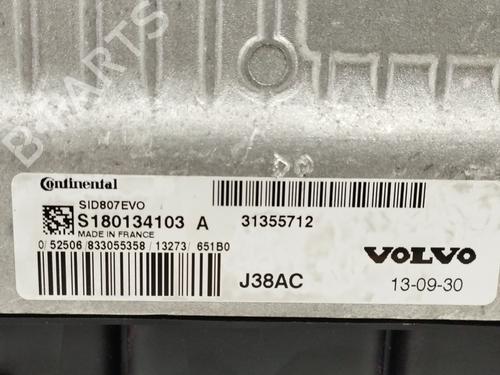 B-PARTS
Continental
SID807EVO
S180134103 A
MADE IN FRANCE
31355712
0/52506/833055358/13273/651B0
VOLVO
J38AC
13-09-30